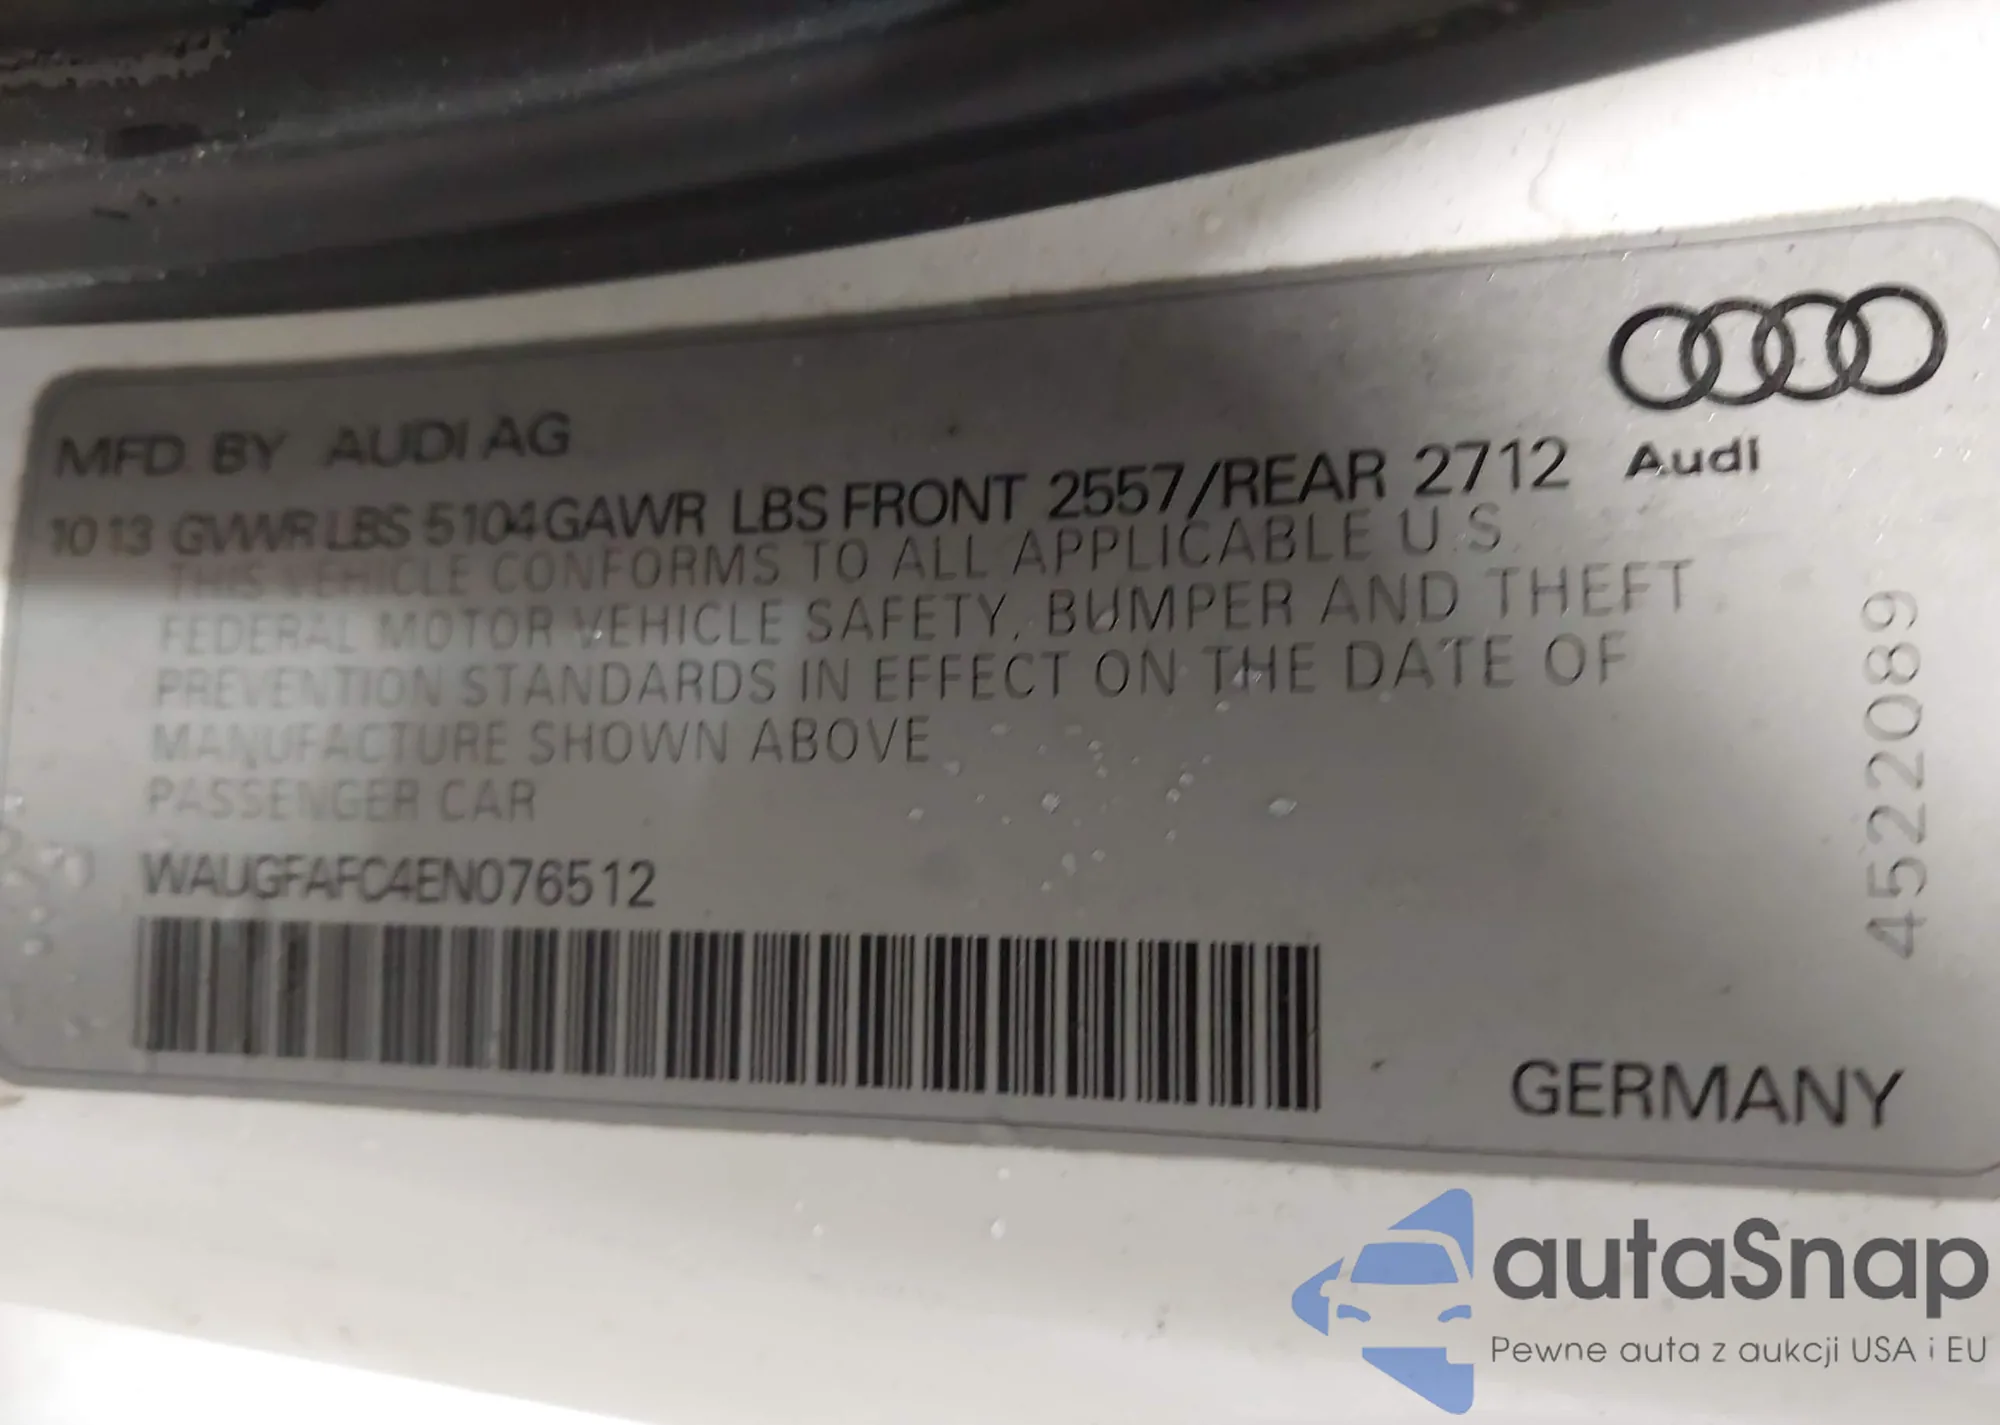 MFD BY AUDI AG
10 13 GVWR LBS 5104 GAWR LBS FRONT 2557/REAR 2712
Audi
THIS VEHICLE CONFORMS TO ALL APPLICABLE U.S.
FEDERAL MOTOR VEHICLE SAFETY, BUMPER AND THEFT
PREVENTION STANDARDS IN EFFECT ON THE DATE OF
MANUFACTURE SHOWN ABOVE
PASSENGER CAR
WAUGFAFC4EN076512
4522089
GERMANY
autaSnap
Pewne auta z aukcji USA i EU